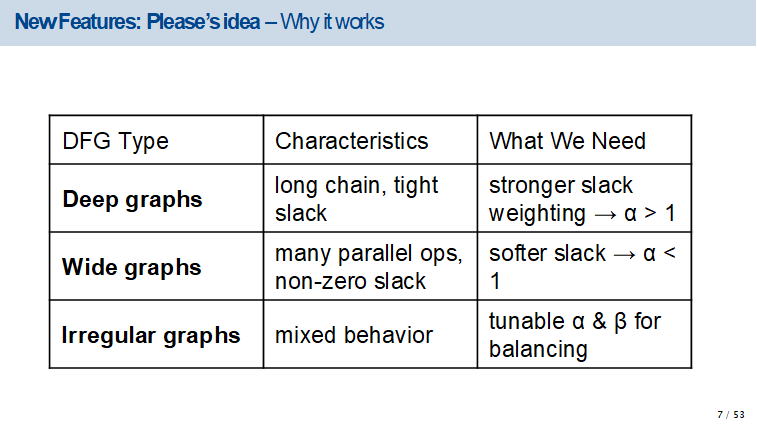 New Features: Please's idea – Why it works
DFG Type
Characteristics
What We Need
Deep graphs
long chain, tight
slack
stronger slack
weighting → α > 1
Wide graphs
many parallel ops,
non-zero slack
softer slack → α <
1
Irregular graphs
mixed behavior
tunable α & β for
balancing
7 / 53